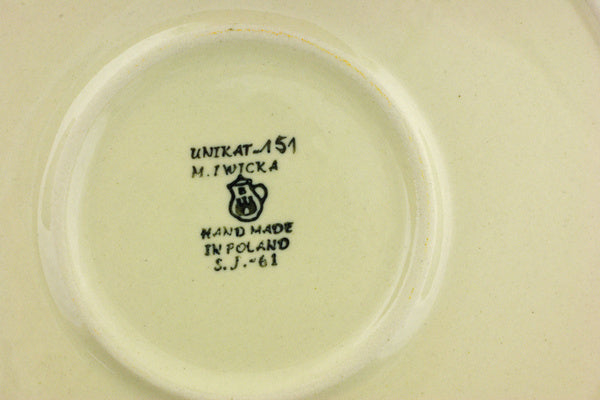 UNIKAT-151
M.IWICKA
B
HAND MADE
IN POLAND
S.J.-61